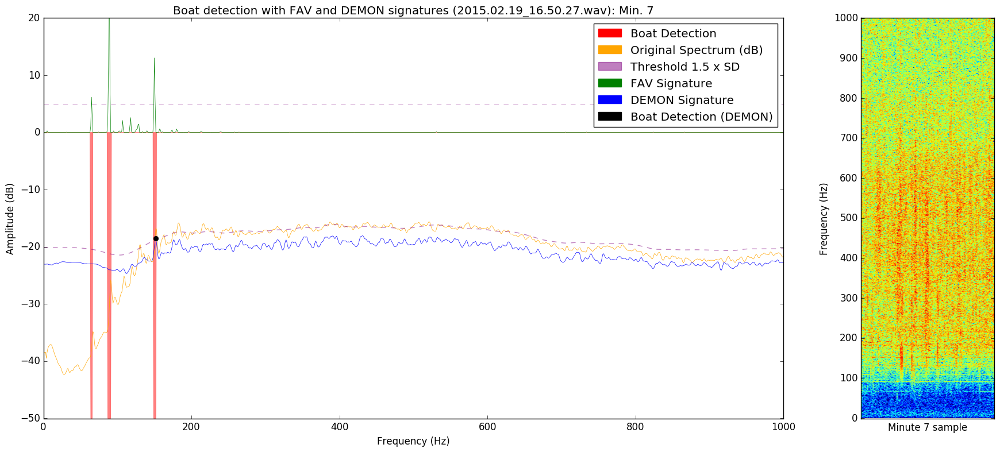 Boat detection with FAV and DEMON signatures (2015.02.19_16.50.27.wav): Min. 7
Boat Detection
Original Spectrum (dB)
Threshold 1.5 x SD
FAV Signature
DEMON Signature
Boat Detection (DEMON)
20
10
0
−10
−20
−30
−40
−50
Amplitude (dB)
0
200
400
600
800
1000
Frequency (Hz)
1000
900
800
700
600
500
400
300
200
100
0
Frequency (Hz)
Minute 7 sample